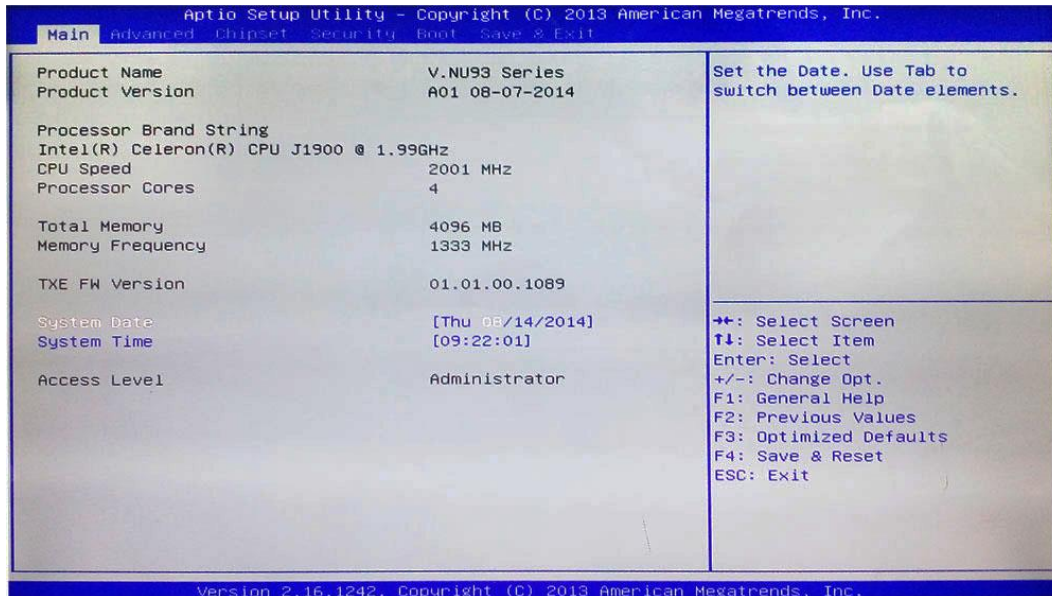 Aptio Setup Utility – Copyright (C) 2013 American Megatrends, Inc.
Main Advanced Chipset Security Boot Save & Exit
Product Name V.NU93 Series
Product Version A01 08-07-2014
Processor Brand String
Intel(R) Celeron(R) CPU J1900 @ 1.99GHz
CPU Speed 2001 MHz
Processor Cores 4
Total Memory 4096 MB
Memory Frequency 1333 MHz
TXE FW Version 01.01.00.1089
System Date [Thu 08/14/2014]
System Time [09:22:01]
Access Level Administrator
Set the Date. Use Tab to
switch between Date elements.
→←: Select Screen
↑↓: Select Item
Enter: Select
+/-: Change Opt.
F1: General Help
F2: Previous Values
F3: Optimized Defaults
F4: Save & Reset
ESC: Exit
Version 2.16.1242. Copyright (C) 2013 American Megatrends, Inc.